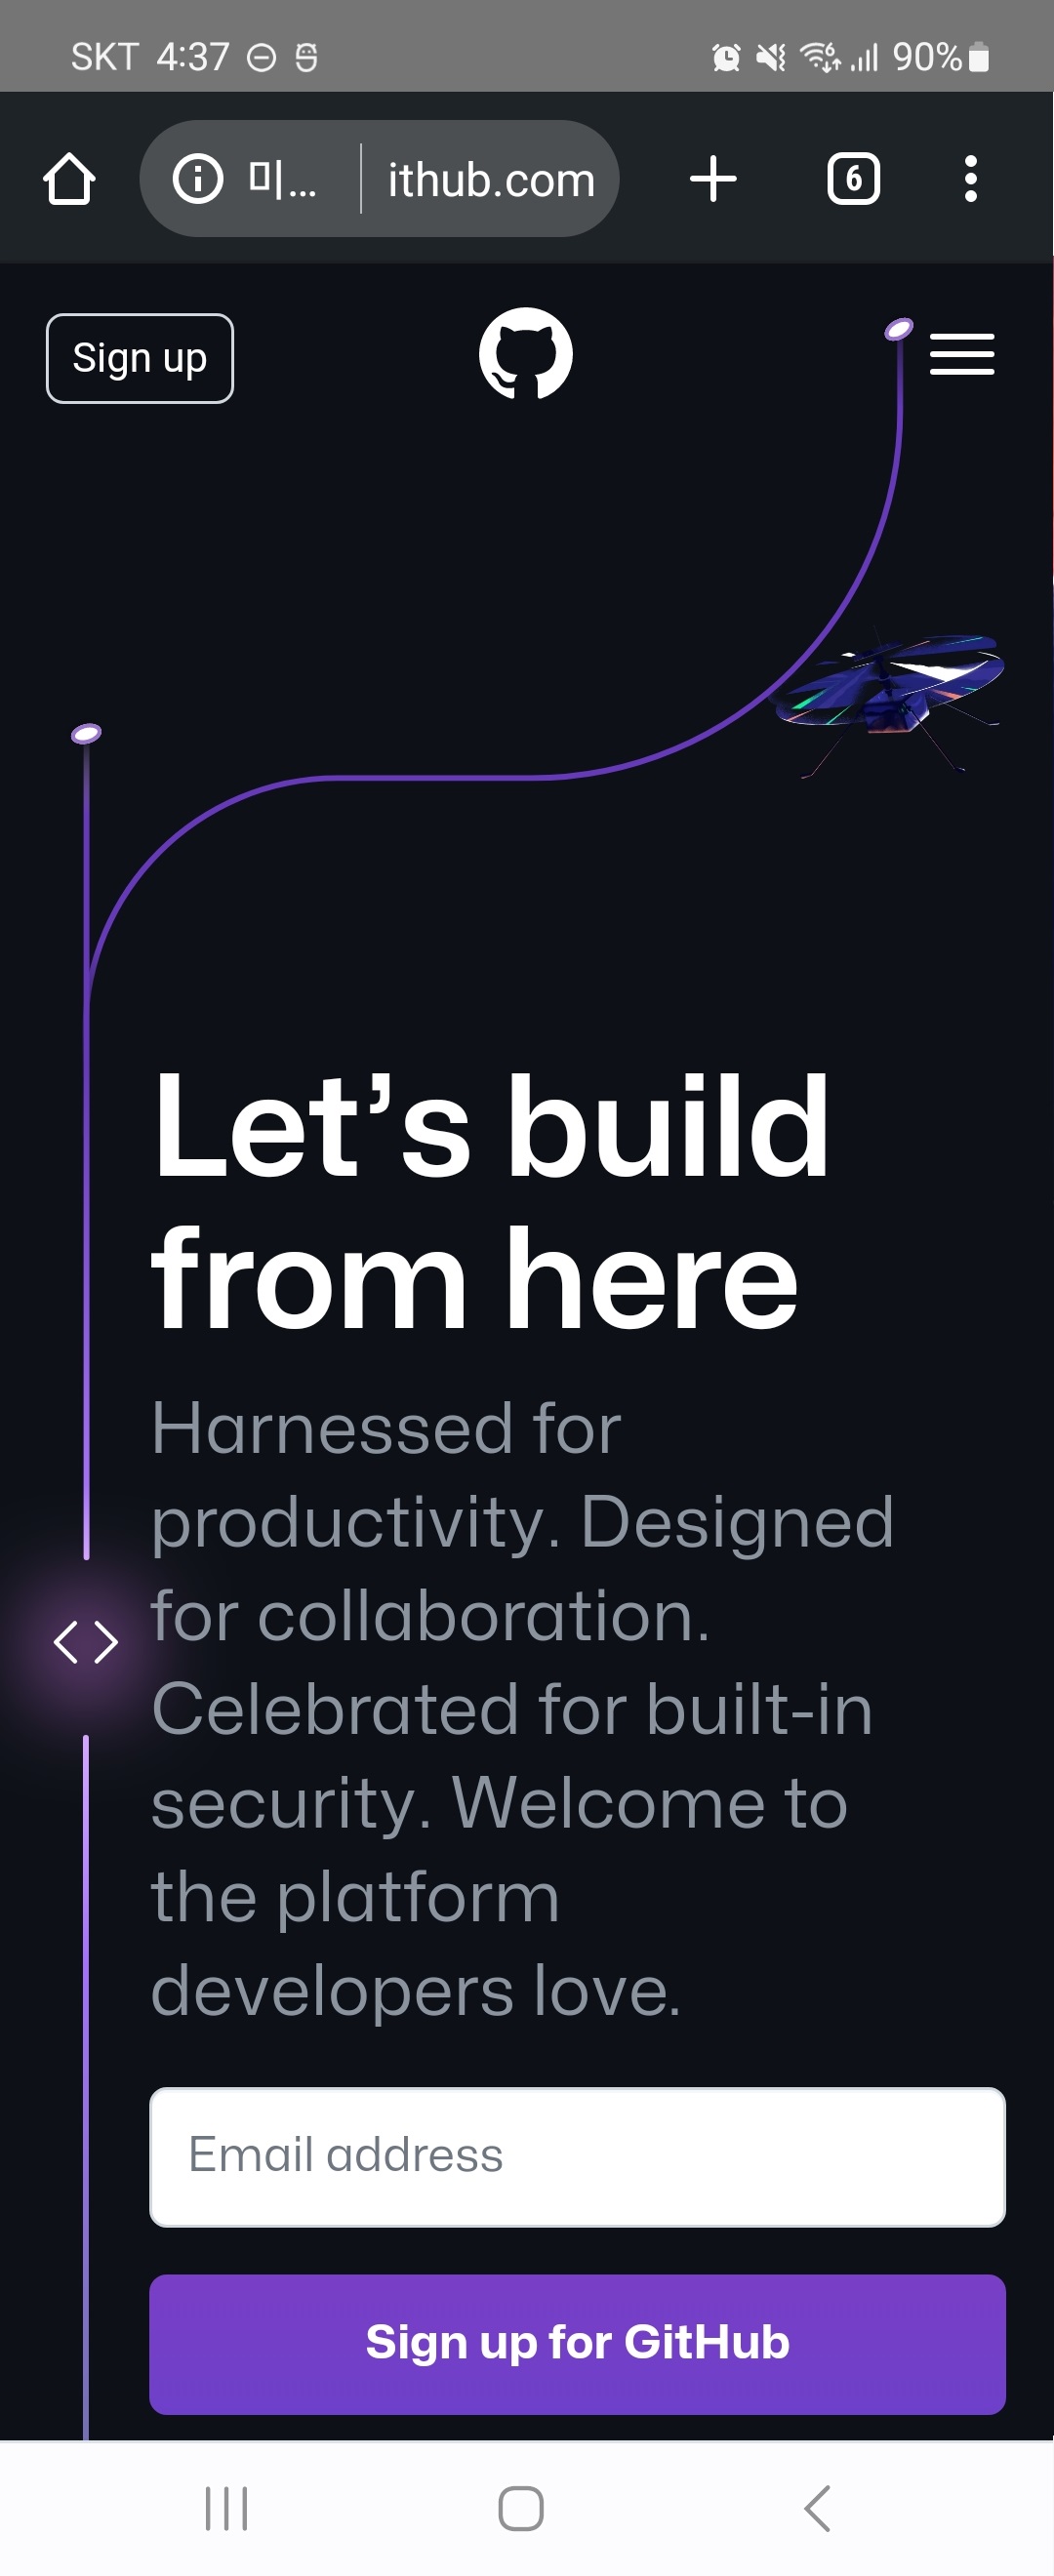 SKT 4:37 90%
미... ithub.com 6
Sign up
Let’s build
from here
Harnessed for
productivity. Designed
for collaboration.
Celebrated for built-in
security. Welcome to
the platform
developers love.
Email address
Sign up for GitHub